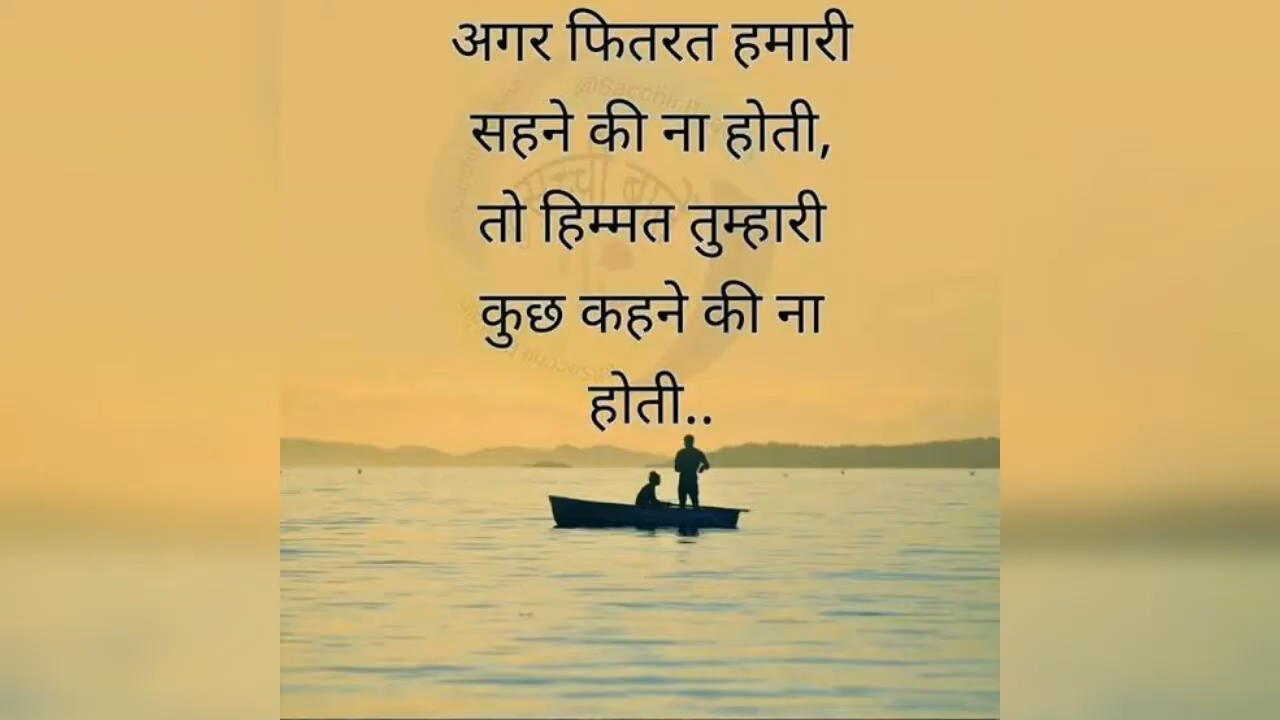 अगर फितरत हमारी
सहने की ना होती,
तो हिम्मत तुम्हारी
कुछ कहने की ना
होती..